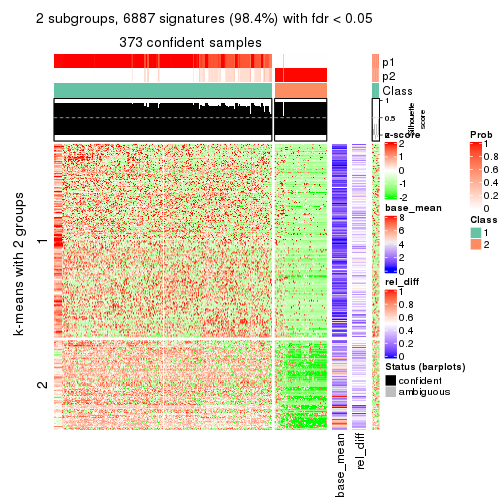 2 subgroups, 6887 signatures (98.4%) with fdr < 0.05
373 confident samples
p1
p2
Class
1
0.5
0
Silhouette
score
k-means with 2 groups
1
2
base_mean
rel_diff
z-score
2
1
0
-1
-2
base_mean
8
6
4
2
0
rel_diff
1
0.8
0.6
0.4
0.2
0
Status (barplots)
confident
ambiguous
Prob
1
0.8
0.6
0.4
0.2
0
Class
1
2